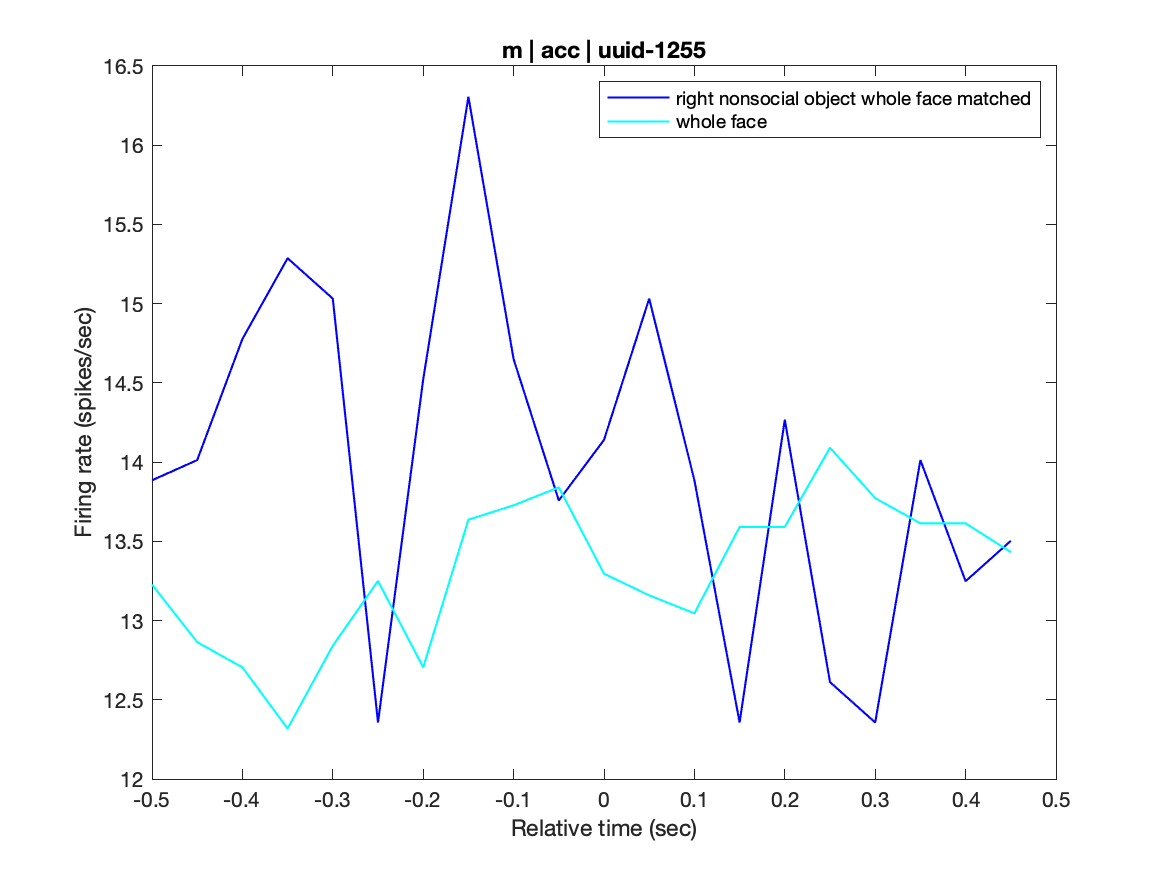 m | acc | uuid-1255
right nonsocial object whole face matched
whole face
Firing rate (spikes/sec)
16.5
16
15.5
15
14.5
14
13.5
13
12.5
12
-0.5 -0.4 -0.3 -0.2 -0.1 0 0.1 0.2 0.3 0.4 0.5
Relative time (sec)